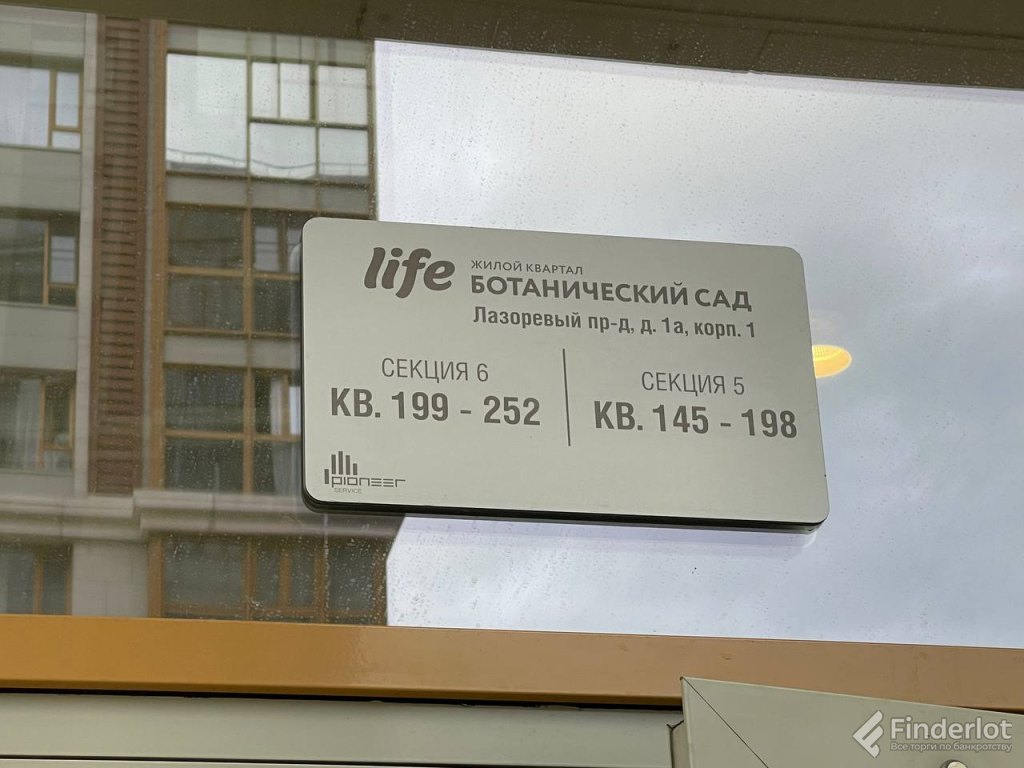 life ЖИЛОЙ КВАРТАЛ
БОТАНИЧЕСКИЙ САД
Лазоревый пр-д, д. 1а, корп. 1
СЕКЦИЯ 6
КВ. 199 - 252
СЕКЦИЯ 5
КВ. 145 - 198
pioneer
SERVICE
Finderlot
Все торги по банкротству